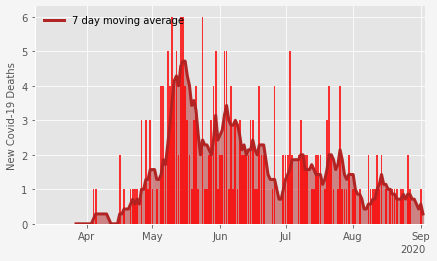 7 day moving average
New Covid-19 Deaths
6
5
4
3
2
1
0
Apr
May
Jun
Jul
Aug
Sep
2020